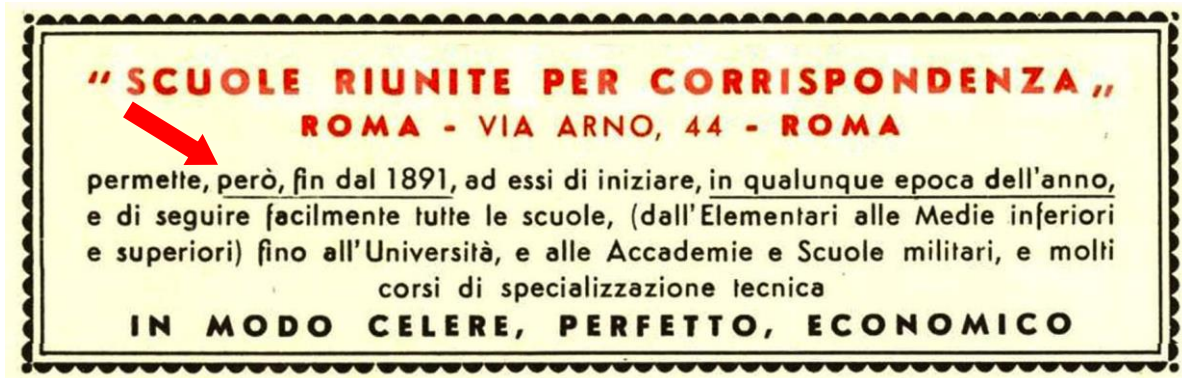 “ SCUOLE RIUNITE PER CORRISPONDENZA „
ROMA - VIA ARNO, 44 - ROMA
permette, però, fin dal 1891, ad essi di iniziare, in qualunque epoca dell'anno,
e di seguire facilmente tutte le scuole, (dall'Elementari alle Medie inferiori
e superiori) fino all'Università, e alle Accademie e Scuole militari, e molti
corsi di specializzazione tecnica
IN MODO CELERE, PERFETTO, ECONOMICO